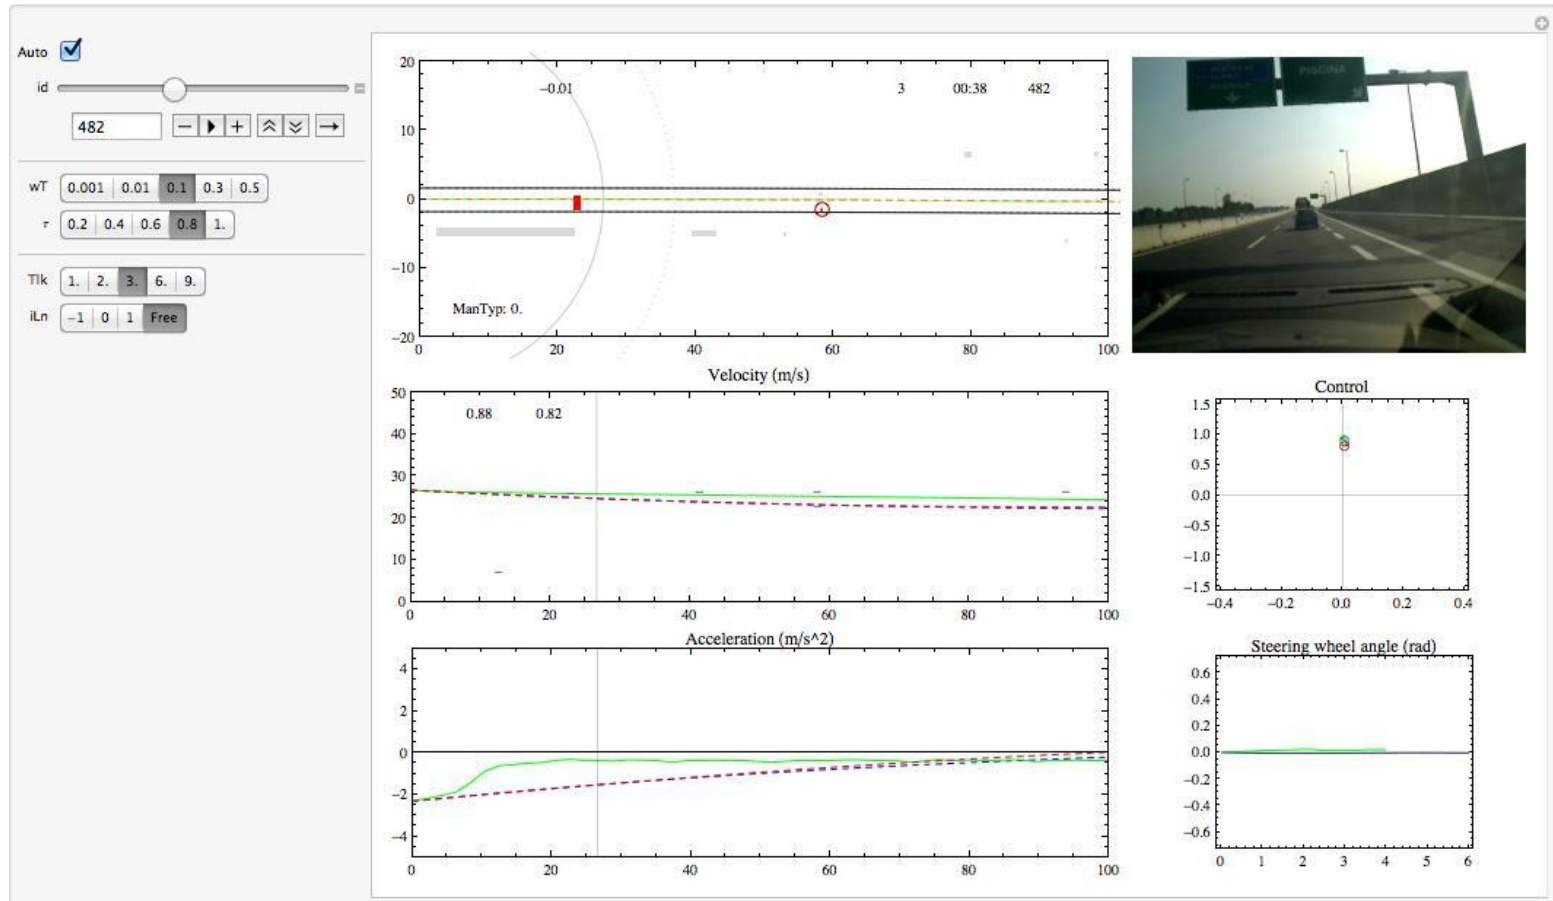 Auto
id
482
wT 0.001 0.01 0.1 0.3 0.5
τ 0.2 0.4 0.6 0.8 1.
Tlk 1. 2. 3. 6. 9.
iLn −1 0 1 Free
20
−0.01 3 00:38 482
10
0
−10
ManTyp: 0.
−20
0 20 40 60 80 100
PISCINA
Velocity (m/s)
50
0.88 0.82
40
30
20
10
0
0 20 40 60 80 100
Control
1.5
1.0
0.5
0.0
−0.5
−1.0
−1.5
−0.4 −0.2 0.0 0.2 0.4
Acceleration (m/s^2)
4
2
0
−2
−4
0 20 40 60 80 100
Steering wheel angle (rad)
0.6
0.4
0.2
0.0
−0.2
−0.4
−0.6
0 1 2 3 4 5 6